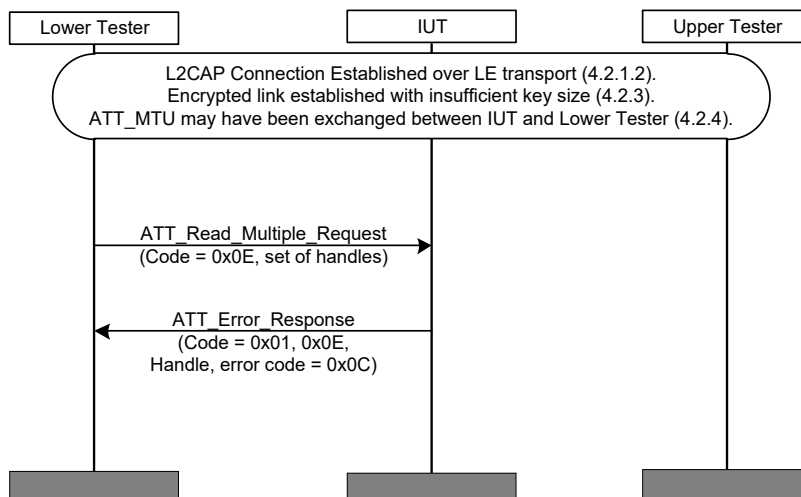 Lower Tester
IUT
Upper Tester
L2CAP Connection Established over LE transport (4.2.1.2).
Encrypted link established with insufficient key size (4.2.3).
ATT_MTU may have been exchanged between IUT and Lower Tester (4.2.4).
ATT_Read_Multiple_Request
(Code = 0x0E, set of handles)
ATT_Error_Response
(Code = 0x01, 0x0E,
Handle, error code = 0x0C)